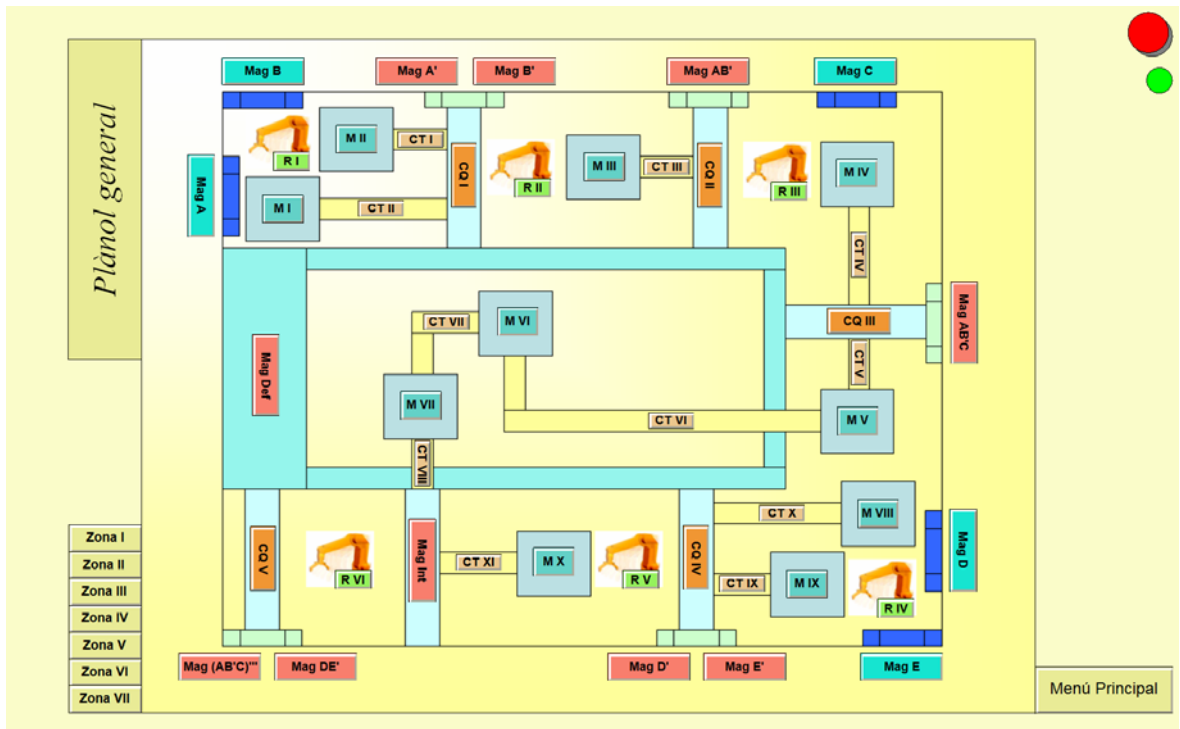 Plànol general
Mag B
Mag A'
Mag B'
Mag AB'
Mag C
M II
CT I
R I
Mag A
M I
CT II
CQ I
R II
M III
CT III
CQ II
R III
M IV
CT IV
CQ III
Mag AB'C
CT V
M V
CT VI
M VI
CT VII
M VII
CT VIII
Mag Def
CQ V
R VI
Mag Int
CT XI
M X
R V
CQ IV
CT X
M VIII
CT IX
M IX
R IV
Mag D
Mag (AB'C)'''
Mag DE'
Mag D'
Mag E'
Mag E
Zona I
Zona II
Zona III
Zona IV
Zona V
Zona VI
Zona VII
Menú Principal